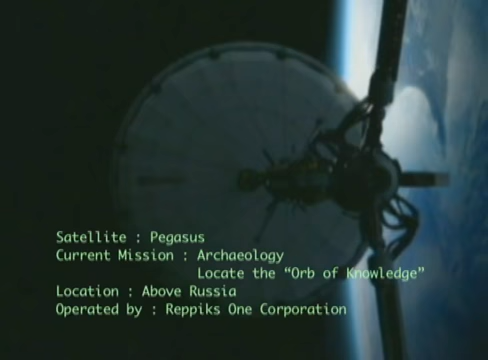 Satellite : Pegasus
Current Mission : Archaeology
Locate the “Orb of Knowledge”
Location : Above Russia
Operated by : Reppiks One Corporation